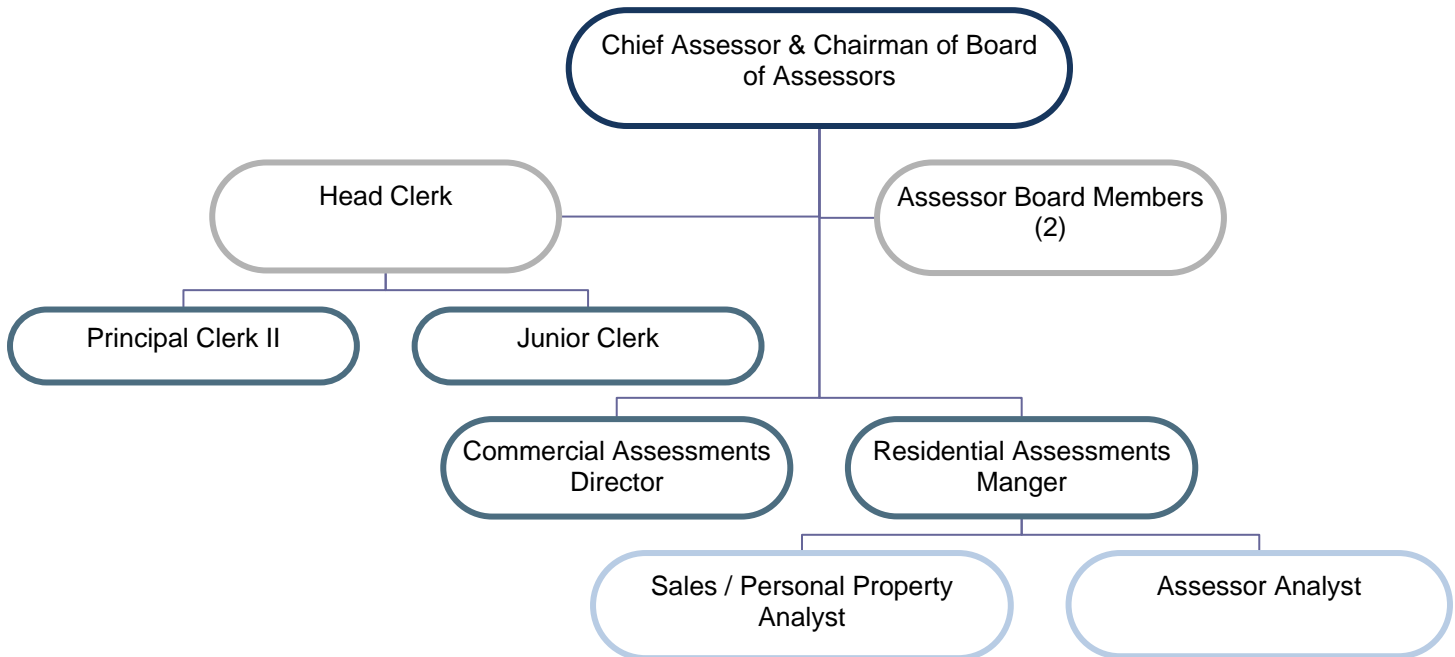 Chief Assessor & Chairman of Board
of Assessors
Head Clerk
Assessor Board Members
(2)
Principal Clerk II
Junior Clerk
Commercial Assessments
Director
Residential Assessments
Manger
Sales / Personal Property
Analyst
Assessor Analyst